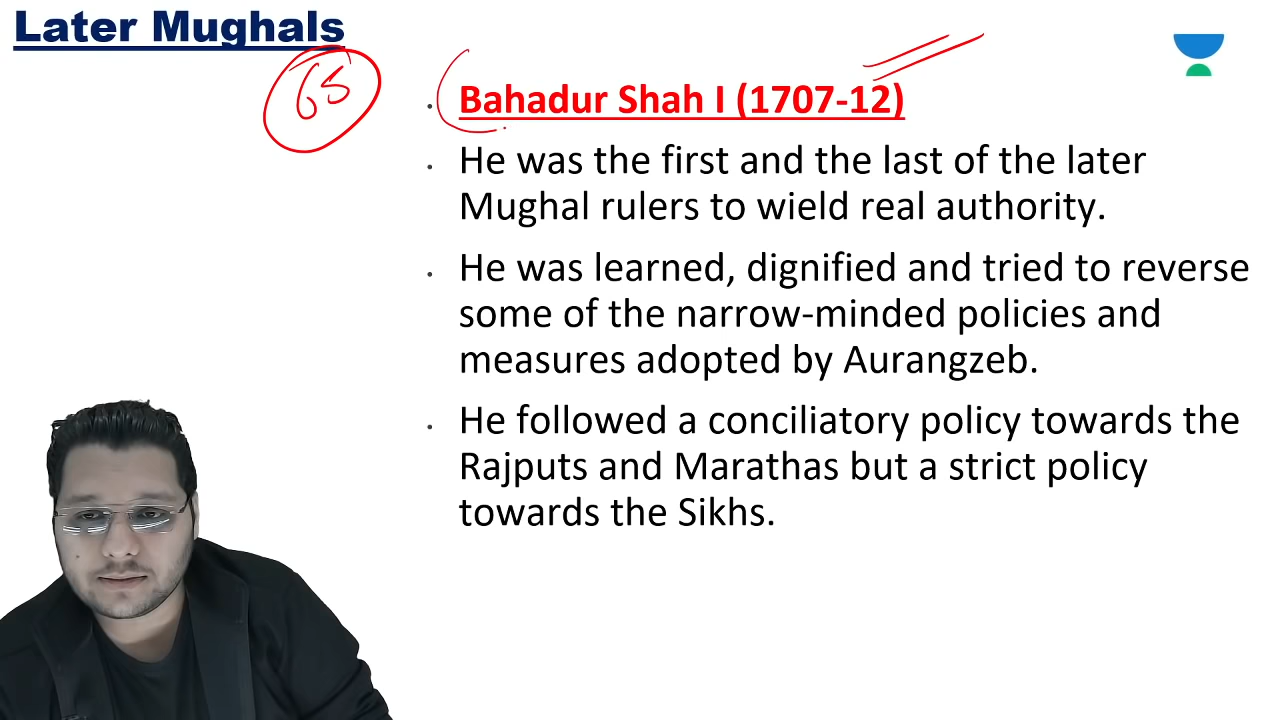 Later Mughals
65
Bahadur Shah I (1707-12)
He was the first and the last of the later
Mughal rulers to wield real authority.
He was learned, dignified and tried to reverse
some of the narrow-minded policies and
measures adopted by Aurangzeb.
He followed a conciliatory policy towards the
Rajputs and Marathas but a strict policy
towards the Sikhs.